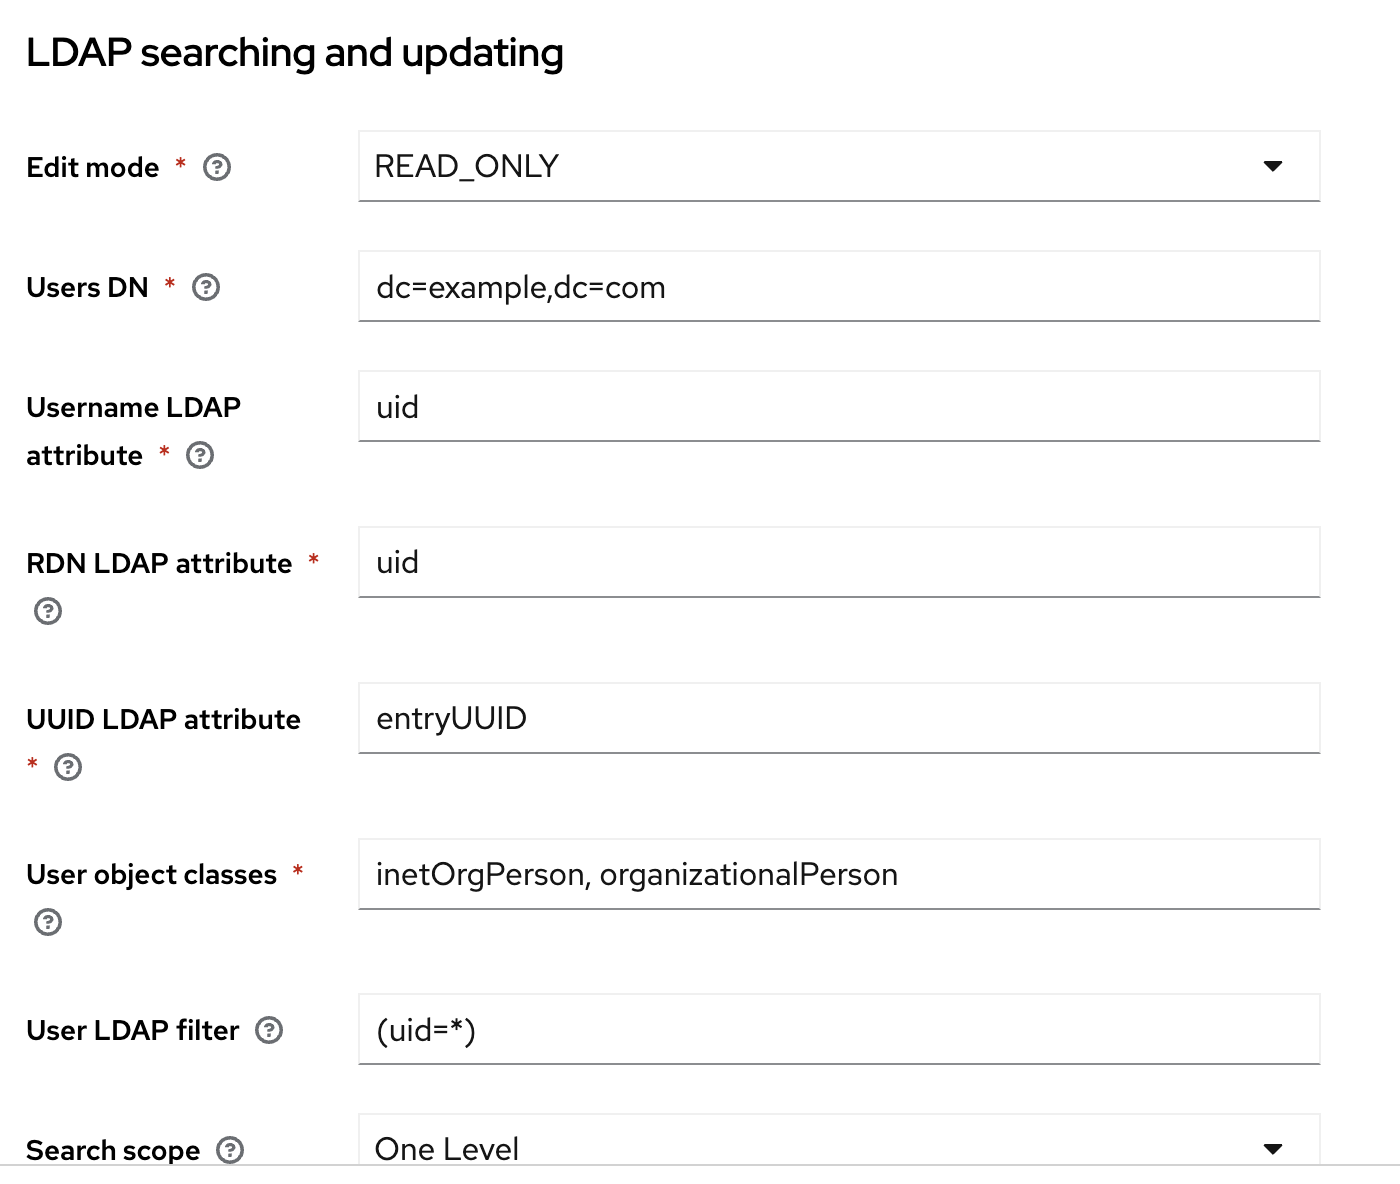 LDAP searching and updating
Edit mode *
READ_ONLY
Users DN *
dc=example,dc=com
Username LDAP
attribute *
uid
RDN LDAP attribute *
uid
UUID LDAP attribute
*
entryUUID
User object classes *
inetOrgPerson, organizationalPerson
User LDAP filter
(uid=*)
Search scope
One Level